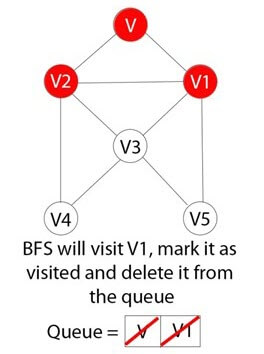 V
V2 V1
V3
V4 V5
BFS will visit V1, mark it as
visited and delete it from
the queue
Queue = V V1